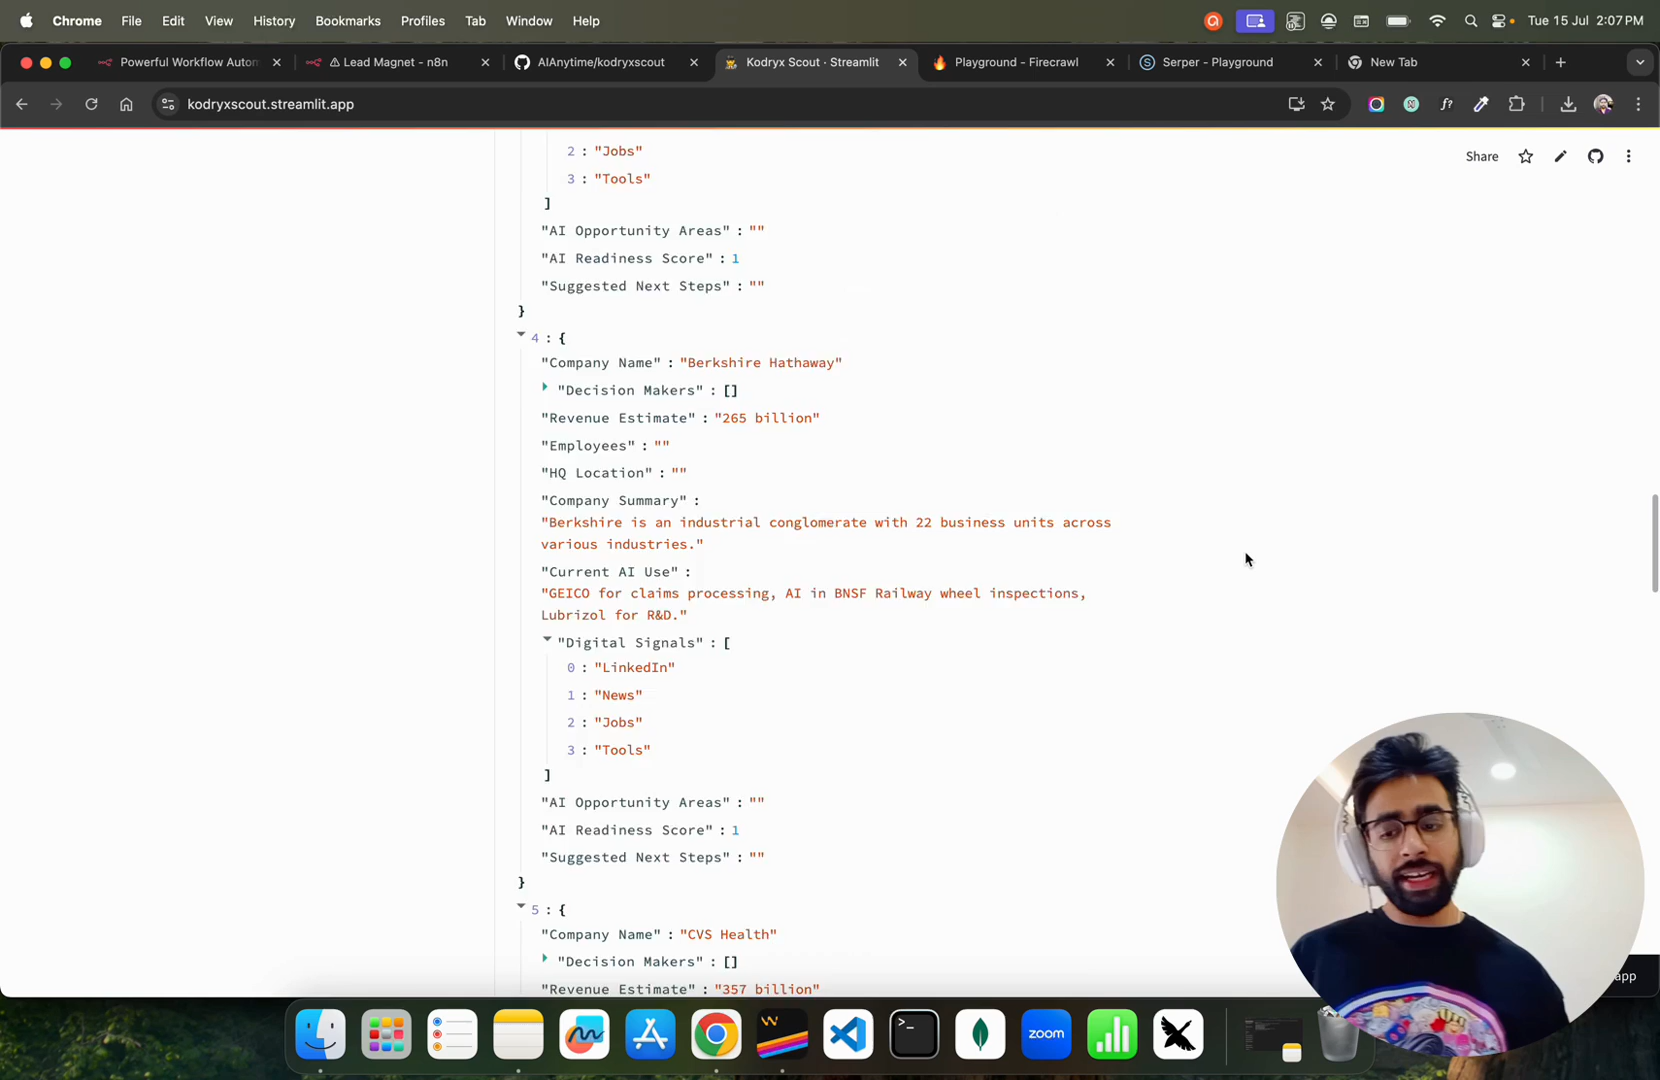 Chrome File Edit View History Bookmarks Profiles Tab Window Help
Tue 15 Jul 2:07 PM
Powerful Workflow Autom
⚠ Lead Magnet - n8n
AIAnytime/kodryxscout
Kodryx Scout · Streamlit
Playground - Firecrawl
Serper - Playground
New Tab
kodryxscout.streamlit.app
f?
Share
2 : "Jobs"
3 : "Tools"
]
"AI Opportunity Areas" : ""
"AI Readiness Score" : 1
"Suggested Next Steps" : ""
}
4 : {
"Company Name" : "Berkshire Hathaway"
"Decision Makers" : []
"Revenue Estimate" : "265 billion"
"Employees" : ""
"HQ Location" : ""
"Company Summary" :
"Berkshire is an industrial conglomerate with 22 business units across
various industries."
"Current AI Use" :
"GEICO for claims processing, AI in BNSF Railway wheel inspections,
Lubrizol for R&D."
"Digital Signals" : [
0 : "LinkedIn"
1 : "News"
2 : "Jobs"
3 : "Tools"
]
"AI Opportunity Areas" : ""
"AI Readiness Score" : 1
"Suggested Next Steps" : ""
}
5 : {
"Company Name" : "CVS Health"
"Decision Makers" : []
"Revenue Estimate" : "357 billion"
app
zoom